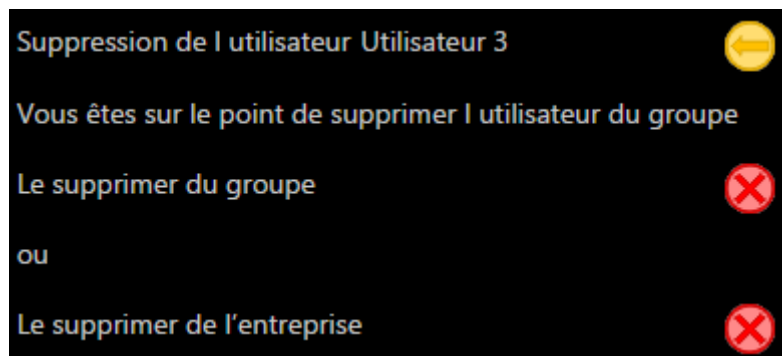 Suppression de l utilisateur Utilisateur 3
Vous êtes sur le point de supprimer l utilisateur du groupe
Le supprimer du groupe
ou
Le supprimer de l’entreprise